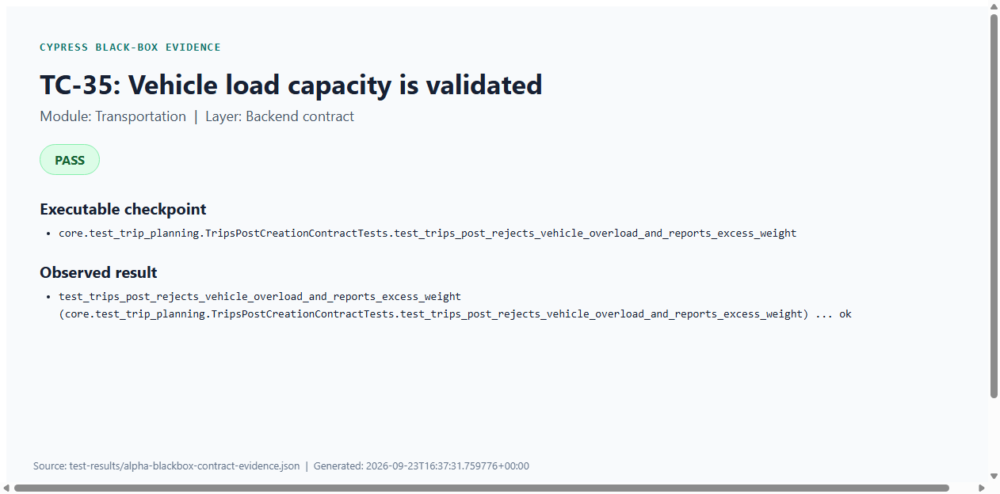 CYPRESS BLACK-BOX EVIDENCE
TC-35: Vehicle load capacity is validated
Module: Transportation | Layer: Backend contract
PASS
Executable checkpoint
• core.test_trip_planning.TripsPostCreationContractTests.test_trips_post_rejects_vehicle_overload_and_reports_excess_weight
Observed result
• test_trips_post_rejects_vehicle_overload_and_reports_excess_weight
(core.test_trip_planning.TripsPostCreationContractTests.test_trips_post_rejects_vehicle_overload_and_reports_excess_weight) ... ok
Source: test-results/alpha-blackbox-contract-evidence.json | Generated: 2026-09-23T16:37:31.759776+00:00